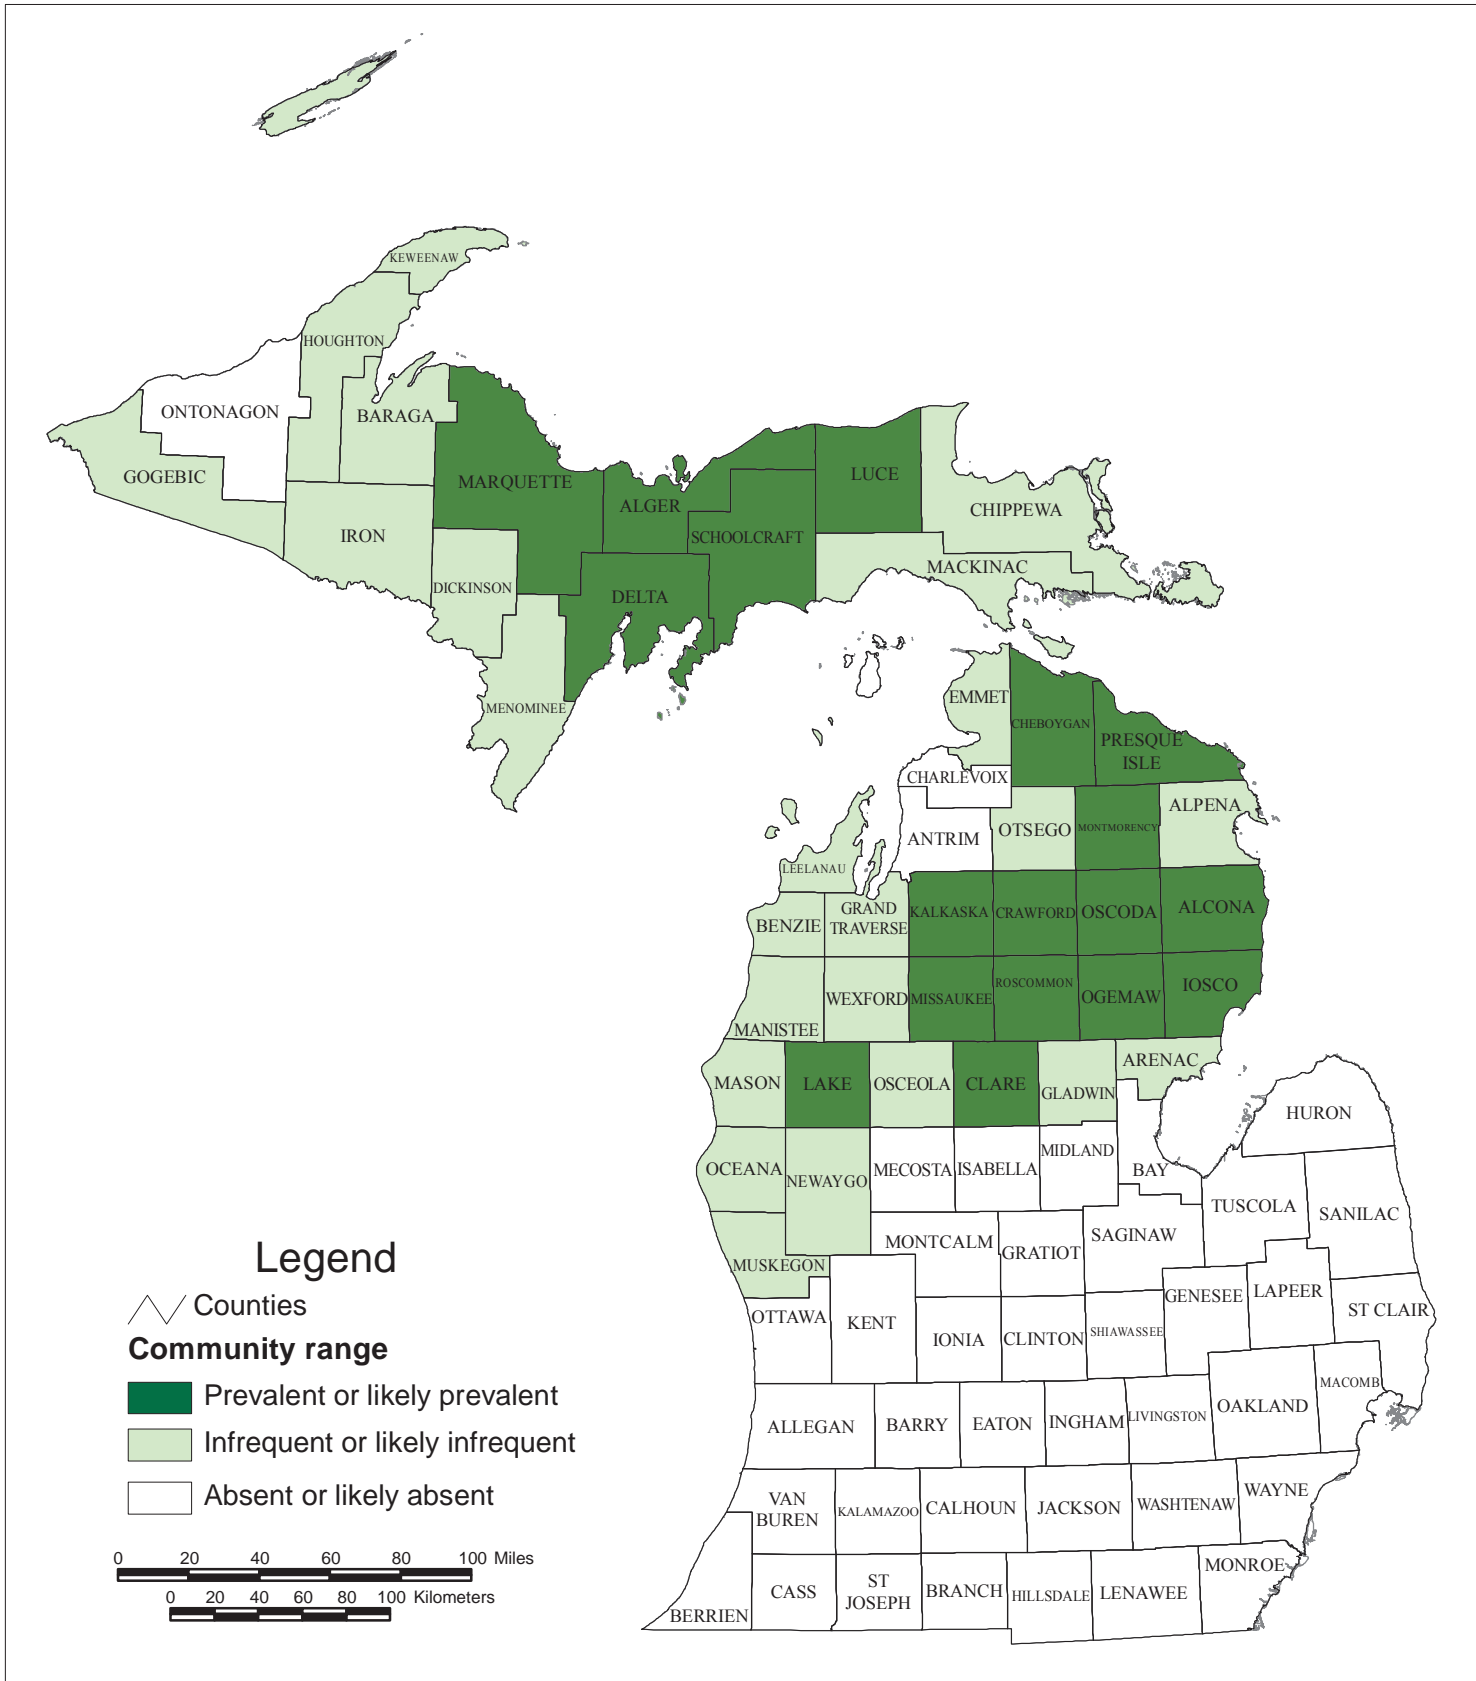 KEWEENAW
HOUGHTON
ONTONAGON
BARAGA
GOGEBIC
MARQUETTE
LUCE
ALGER
CHIPPEWA
IRON
SCHOOLCRAFT
MACKINAC
DICKINSON
DELTA
MENOMINEE
EMMET
CHEBOYGAN
PRESQUE
ISLE
CHARLEVOIX
ALPENA
OTSEGO
MONTMORENCY
ANTRIM
LEELANAU
GRAND
TRAVERSE
KALKASKA
CRAWFORD
OSCODA
ALCONA
BENZIE
WEXFORD
MISSAUKEE
ROSCOMMON
OGEMAW
IOSCO
MANISTEE
ARENAC
MASON
LAKE
OSCEOLA
CLARE
GLADWIN
HURON
OCEANA
NEWAYGO
MECOSTA
ISABELLA
MIDLAND
BAY
TUSCOLA
SANILAC
MONTCALM
GRATIOT
SAGINAW
MUSKEGON
GENESEE
LAPEER
ST CLAIR
OTTAWA
KENT
IONIA
CLINTON
SHIAWASSEE
MACOMB
ALLEGAN
BARRY
EATON
INGHAM
LIVINGSTON
OAKLAND
VAN
BUREN
KALAMAZOO
CALHOUN
JACKSON
WASHTENAW
WAYNE
BERRIEN
CASS
ST
JOSEPH
BRANCH
HILLSDALE
LENAWEE
MONROE
Legend
Counties
Community range
Prevalent or likely prevalent
Infrequent or likely infrequent
Absent or likely absent
0 20 40 60 80 100 Miles
0 20 40 60 80 100 Kilometers